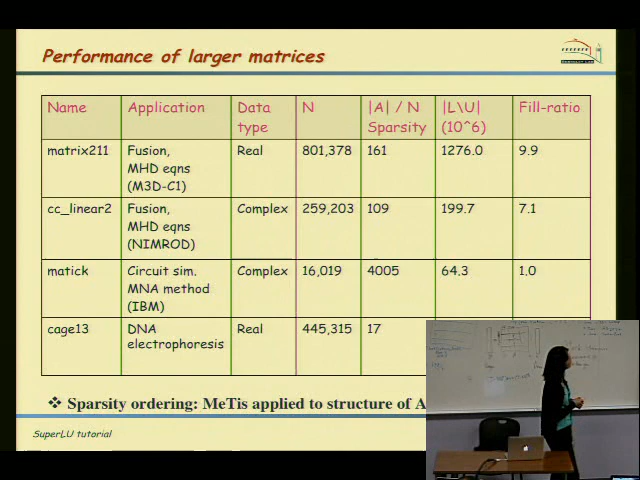 Performance of larger matrices
Name Application Data type N |A| / N Sparsity |L\U| (10^6) Fill-ratio
matrix211 Fusion, MHD eqns (M3D-C1) Real 801,378 161 1276.0 9.9
cc_linear2 Fusion, MHD eqns (NIMROD) Complex 259,203 109 199.7 7.1
matick Circuit sim. MNA method (IBM) Complex 16,019 4005 64.3 1.0
cage13 DNA electrophoresis Real 445,315 17
❖ Sparsity ordering: MeTis applied to structure of A
SuperLU tutorial